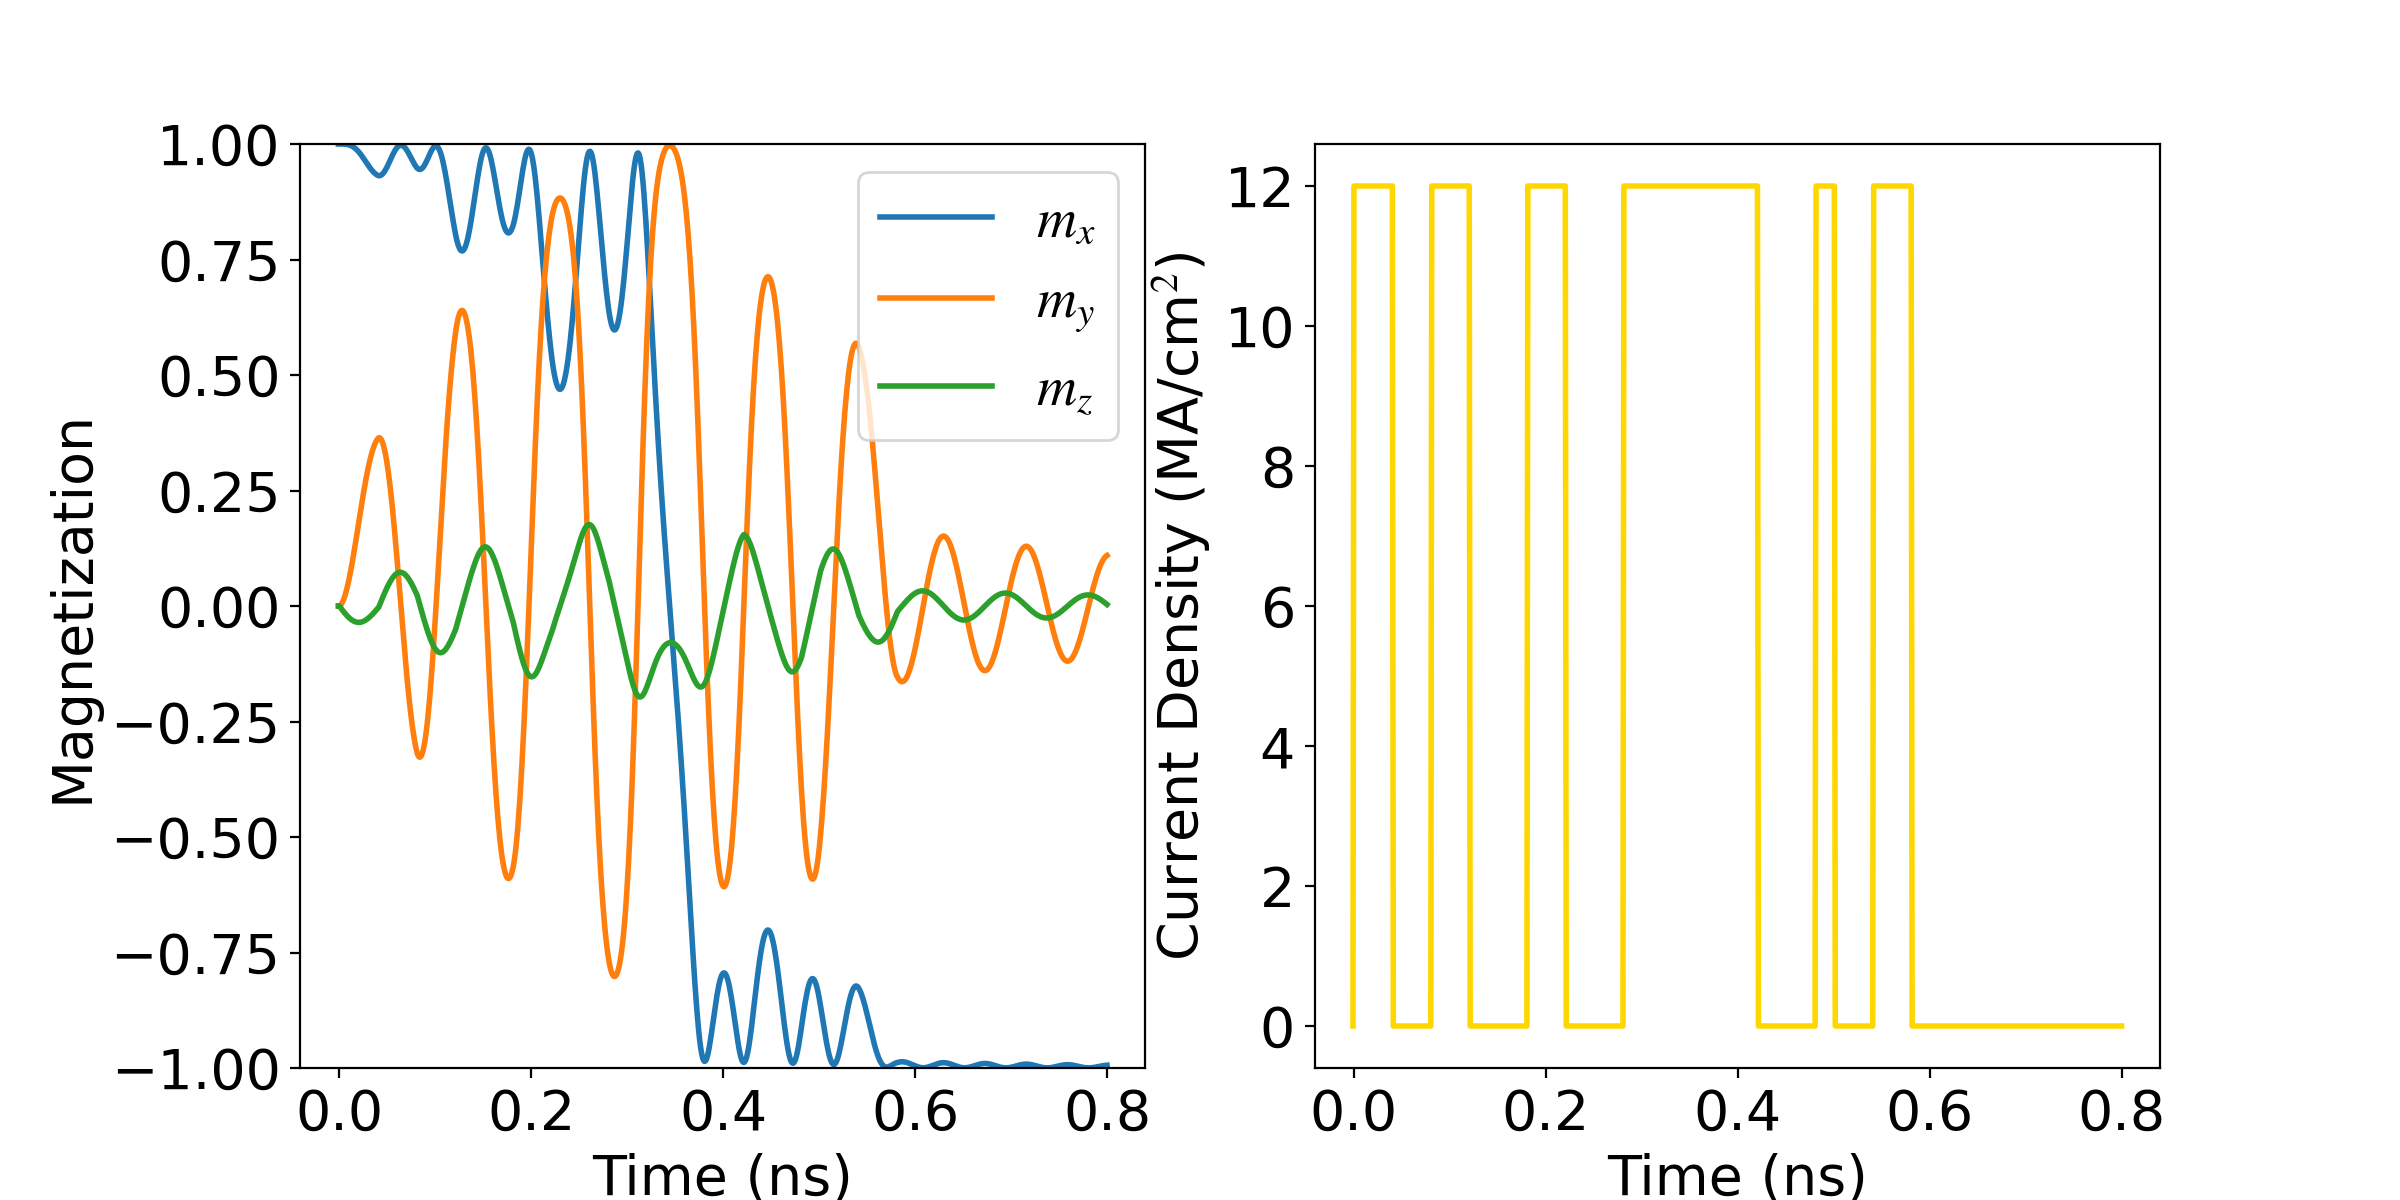 1.00
0.75
0.50
0.25
0.00
−0.25
−0.50
−0.75
−1.00
Magnetization
0.0 0.2 0.4 0.6 0.8
Time (ns)
m_x
m_y
m_z
12
10
8
6
4
2
0
Current Density (MA/cm²)
0.0 0.2 0.4 0.6 0.8
Time (ns)